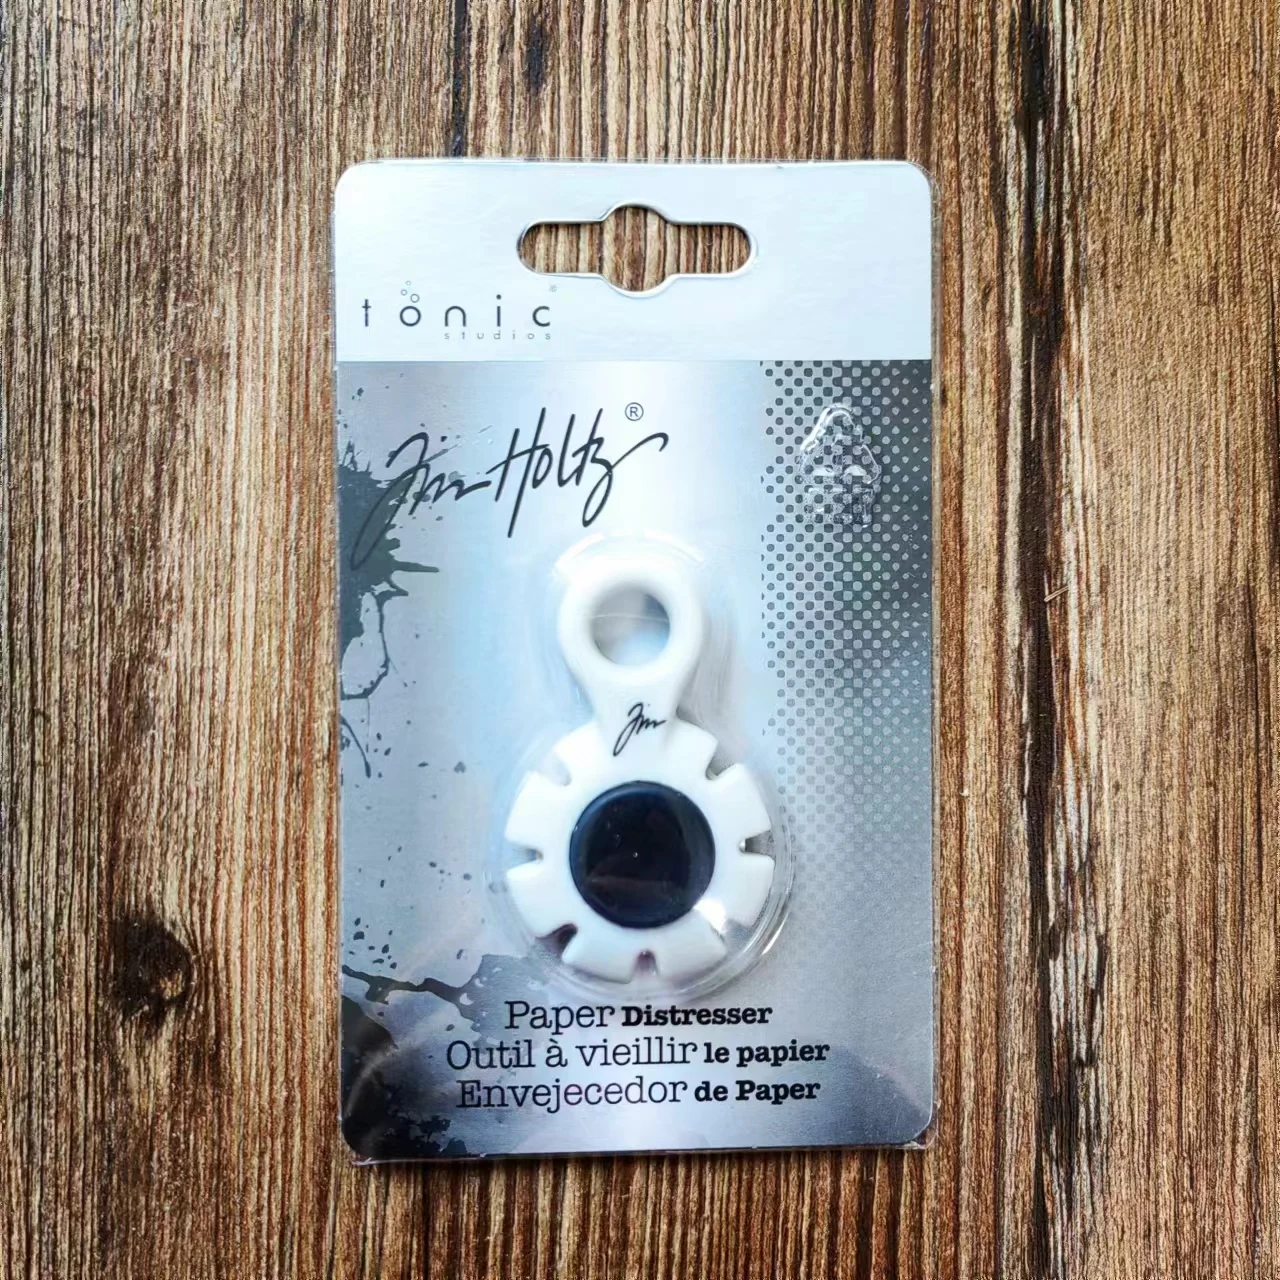 tonic®
studios
Tim Holtz®
Tim
Paper Distresser
Outil à vieillir le papier
Envejecedor de Paper